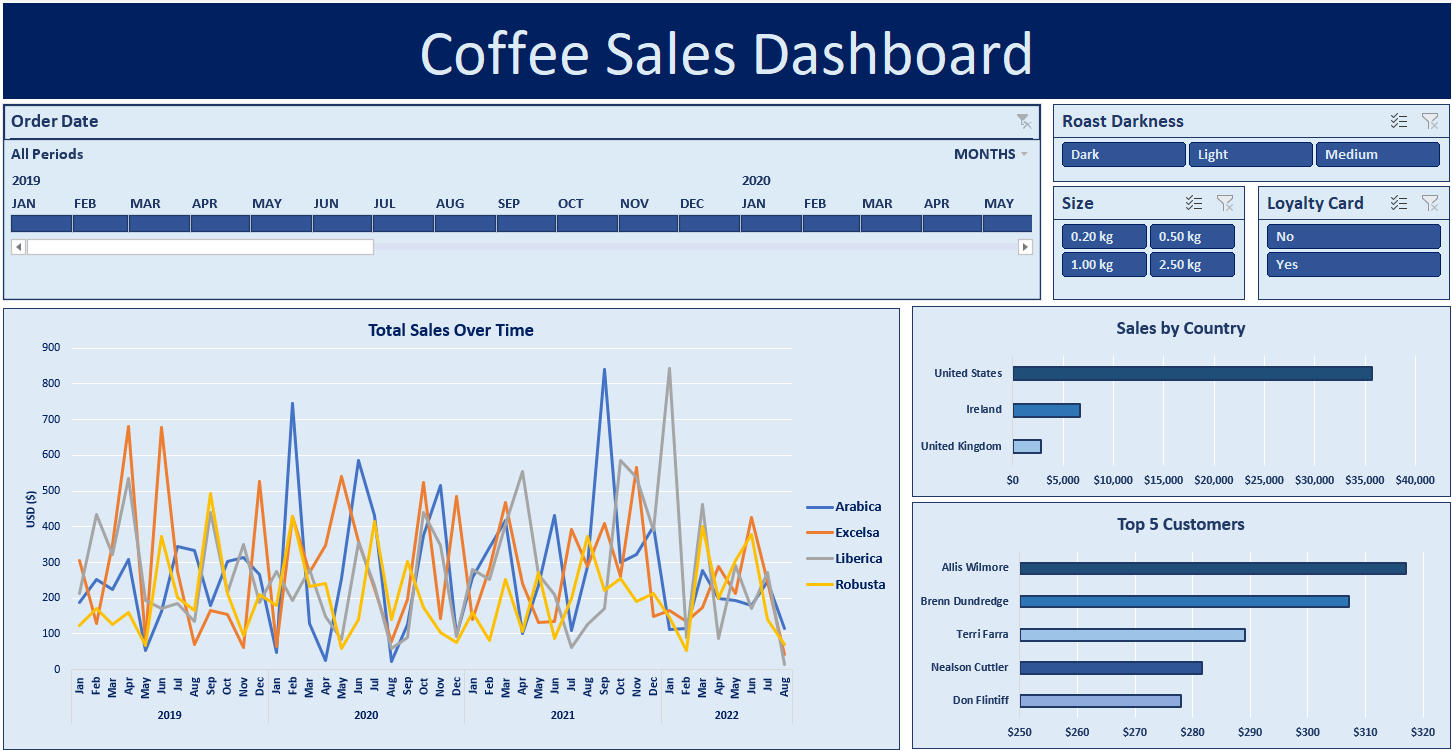 Coffee Sales Dashboard
Order Date
All Periods MONTHS
2019 2020
JAN FEB MAR APR MAY JUN JUL AUG SEP OCT NOV DEC JAN FEB MAR APR MAY
Roast Darkness
Dark Light Medium
Size
0.20 kg 0.50 kg
1.00 kg 2.50 kg
Loyalty Card
No
Yes
Total Sales Over Time
USD ($)
900
800
700
600
500
400
300
200
100
0
Jan Feb Mar Apr May Jun Jul Aug Sep Oct Nov Dec Jan Feb Mar Apr May Jun Jul Aug Sep Oct Nov Dec Jan Feb Mar Apr May Jun Jul Aug Sep Oct Nov Dec Jan Feb Mar Apr May Jun Jul Aug
2019 2020 2021 2022
Arabica
Excelsa
Liberica
Robusta
Sales by Country
United States
Ireland
United Kingdom
$0 $5,000 $10,000 $15,000 $20,000 $25,000 $30,000 $35,000 $40,000
Top 5 Customers
Allis Wilmore
Brenn Dundredge
Terri Farra
Nealson Cuttler
Don Flintiff
$250 $260 $270 $280 $290 $300 $310 $320